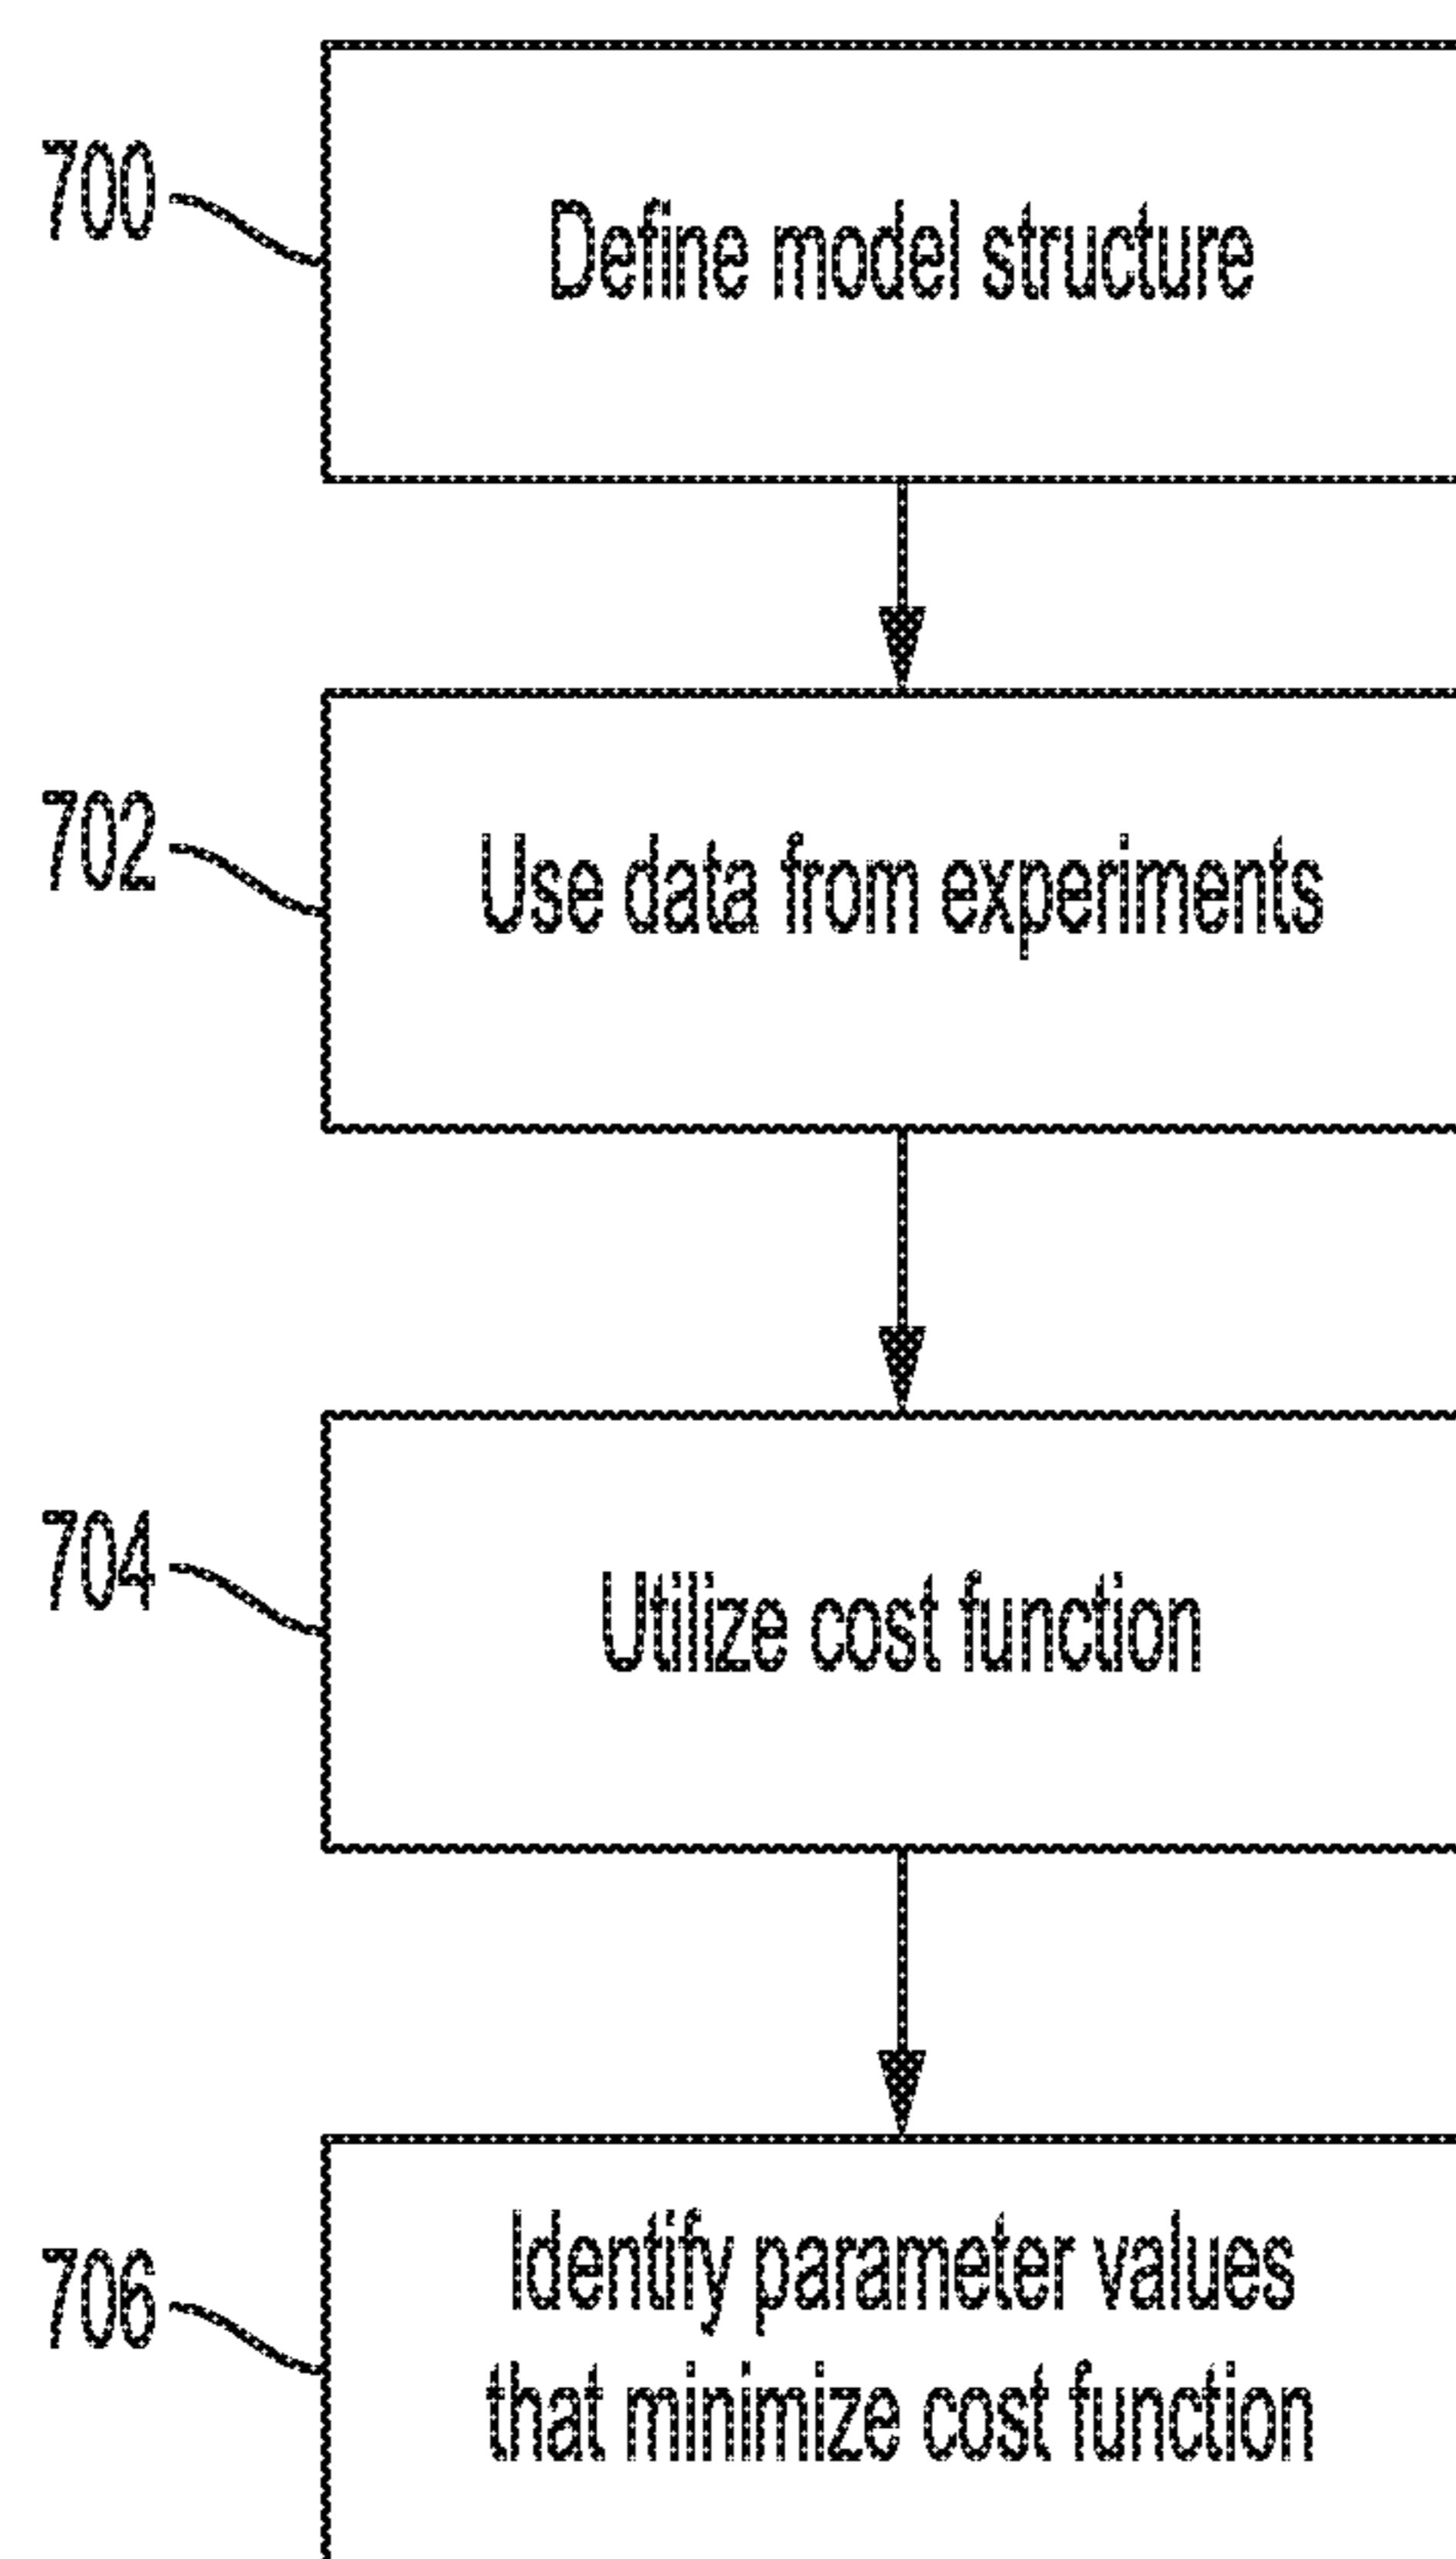 700
Define model structure
702
Use data from experiments
704
Utilize cost function
706
Identify parameter values
that minimize cost function